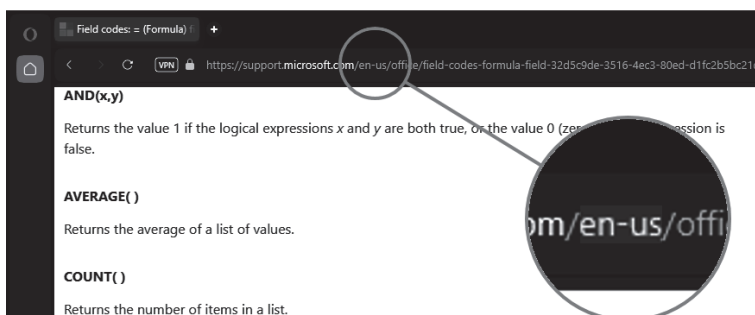 Field codes: = (Formula) f
VPN https://support.microsoft.com/en-us/office/field-codes-formula-field-32d5c9de-3516-4ec3-80ed-d1fc2b5bc21
AND(x,y)
Returns the value 1 if the logical expressions x and y are both true, or the value 0 (zer ession is
false.
om/en-us/offi
AVERAGE( )
Returns the average of a list of values.
COUNT( )
Returns the number of items in a list.